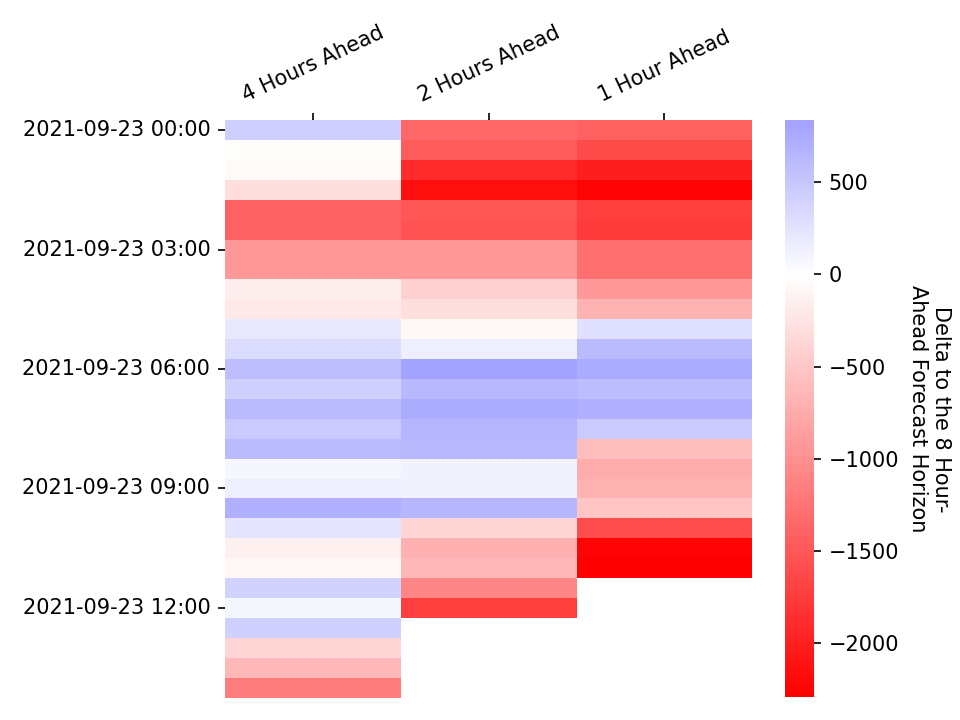 4 Hours Ahead
2 Hours Ahead
1 Hour Ahead
2021-09-23 00:00
2021-09-23 03:00
2021-09-23 06:00
2021-09-23 09:00
2021-09-23 12:00
500
0
−500
−1000
−1500
−2000
Delta to the 8 Hour-
Ahead Forecast Horizon